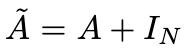 Ã = A + I_N